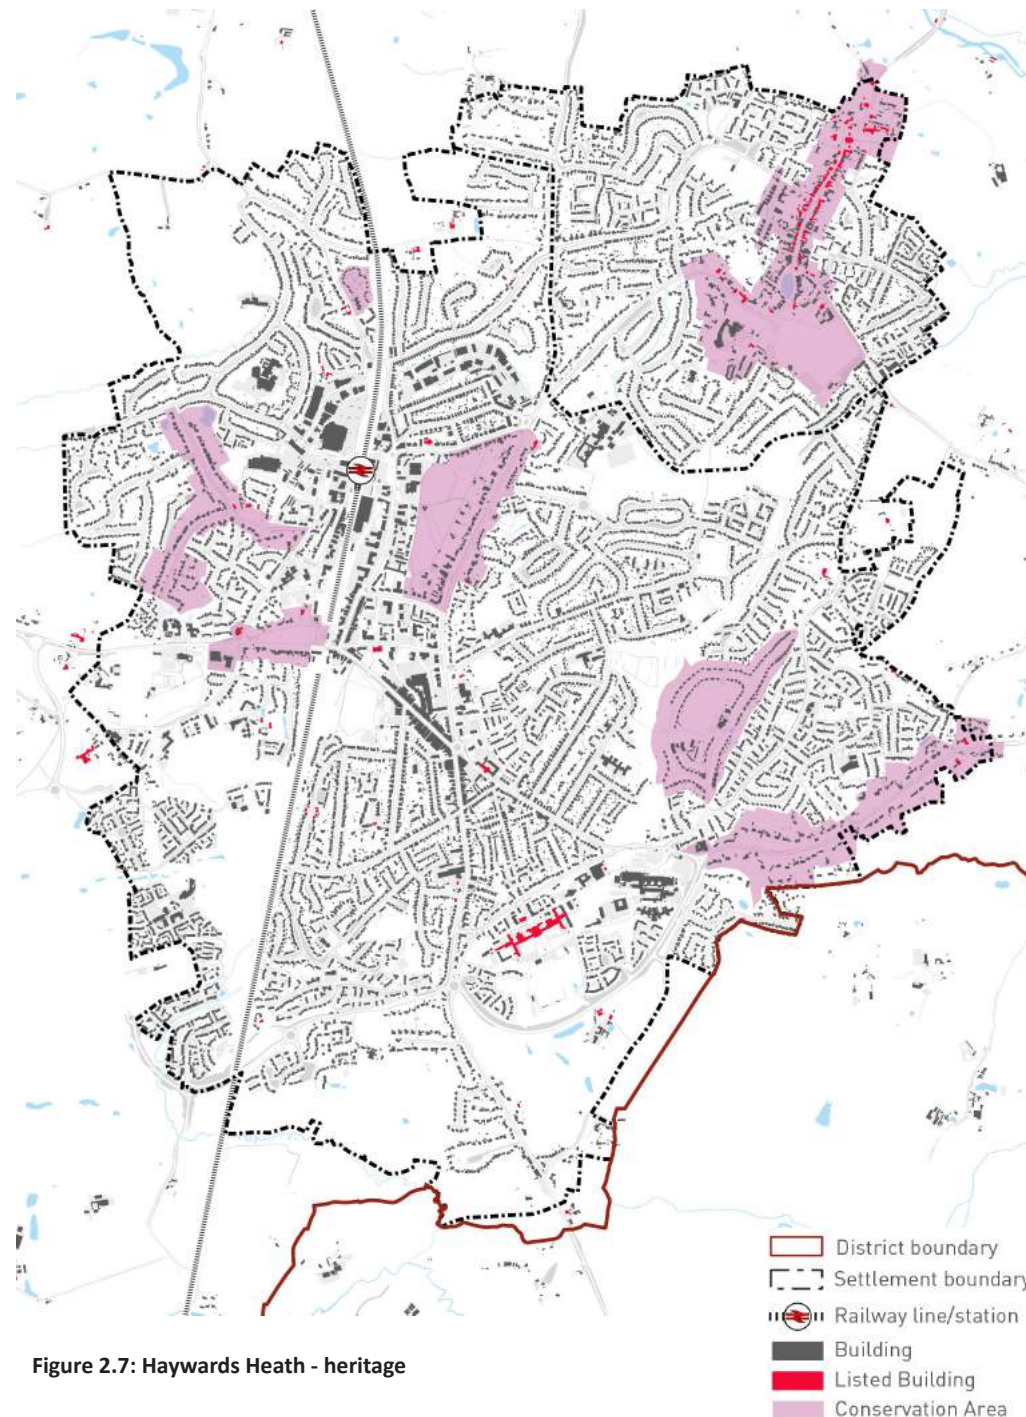 District boundary
Settlement boundary
Railway line/station
Building
Listed Building
Conservation Area
Figure 2.7: Haywards Heath - heritage